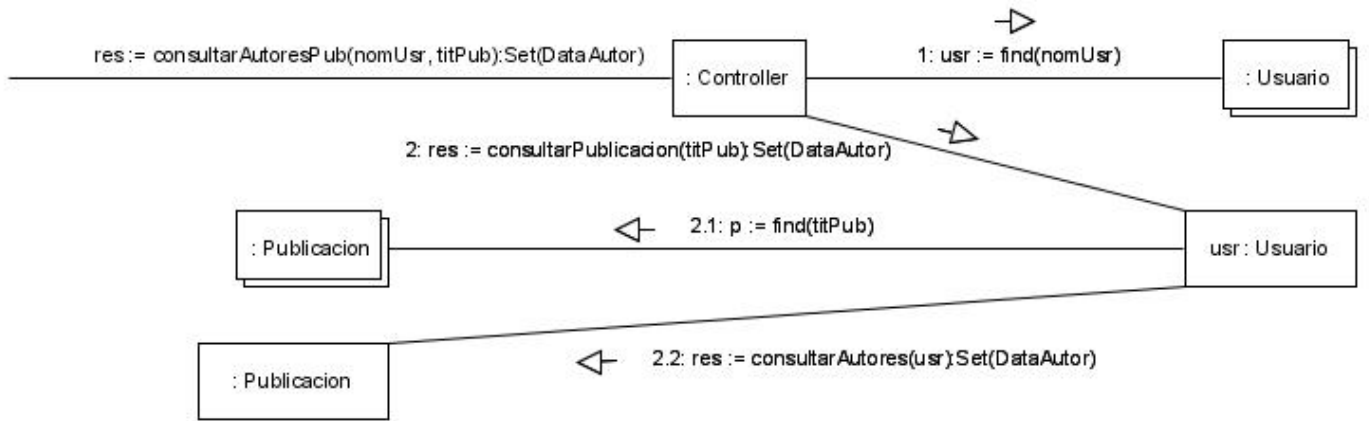 res := consultarAutoresPub(nomUsr, titPub):Set(DataAutor)
: Controller
1: usr := find(nomUsr)
: Usuario
2: res := consultarPublicacion(titPub):Set(DataAutor)
: Publicacion
2.1: p := find(titPub)
usr : Usuario
: Publicacion
2.2: res := consultarAutores(usr):Set(DataAutor)